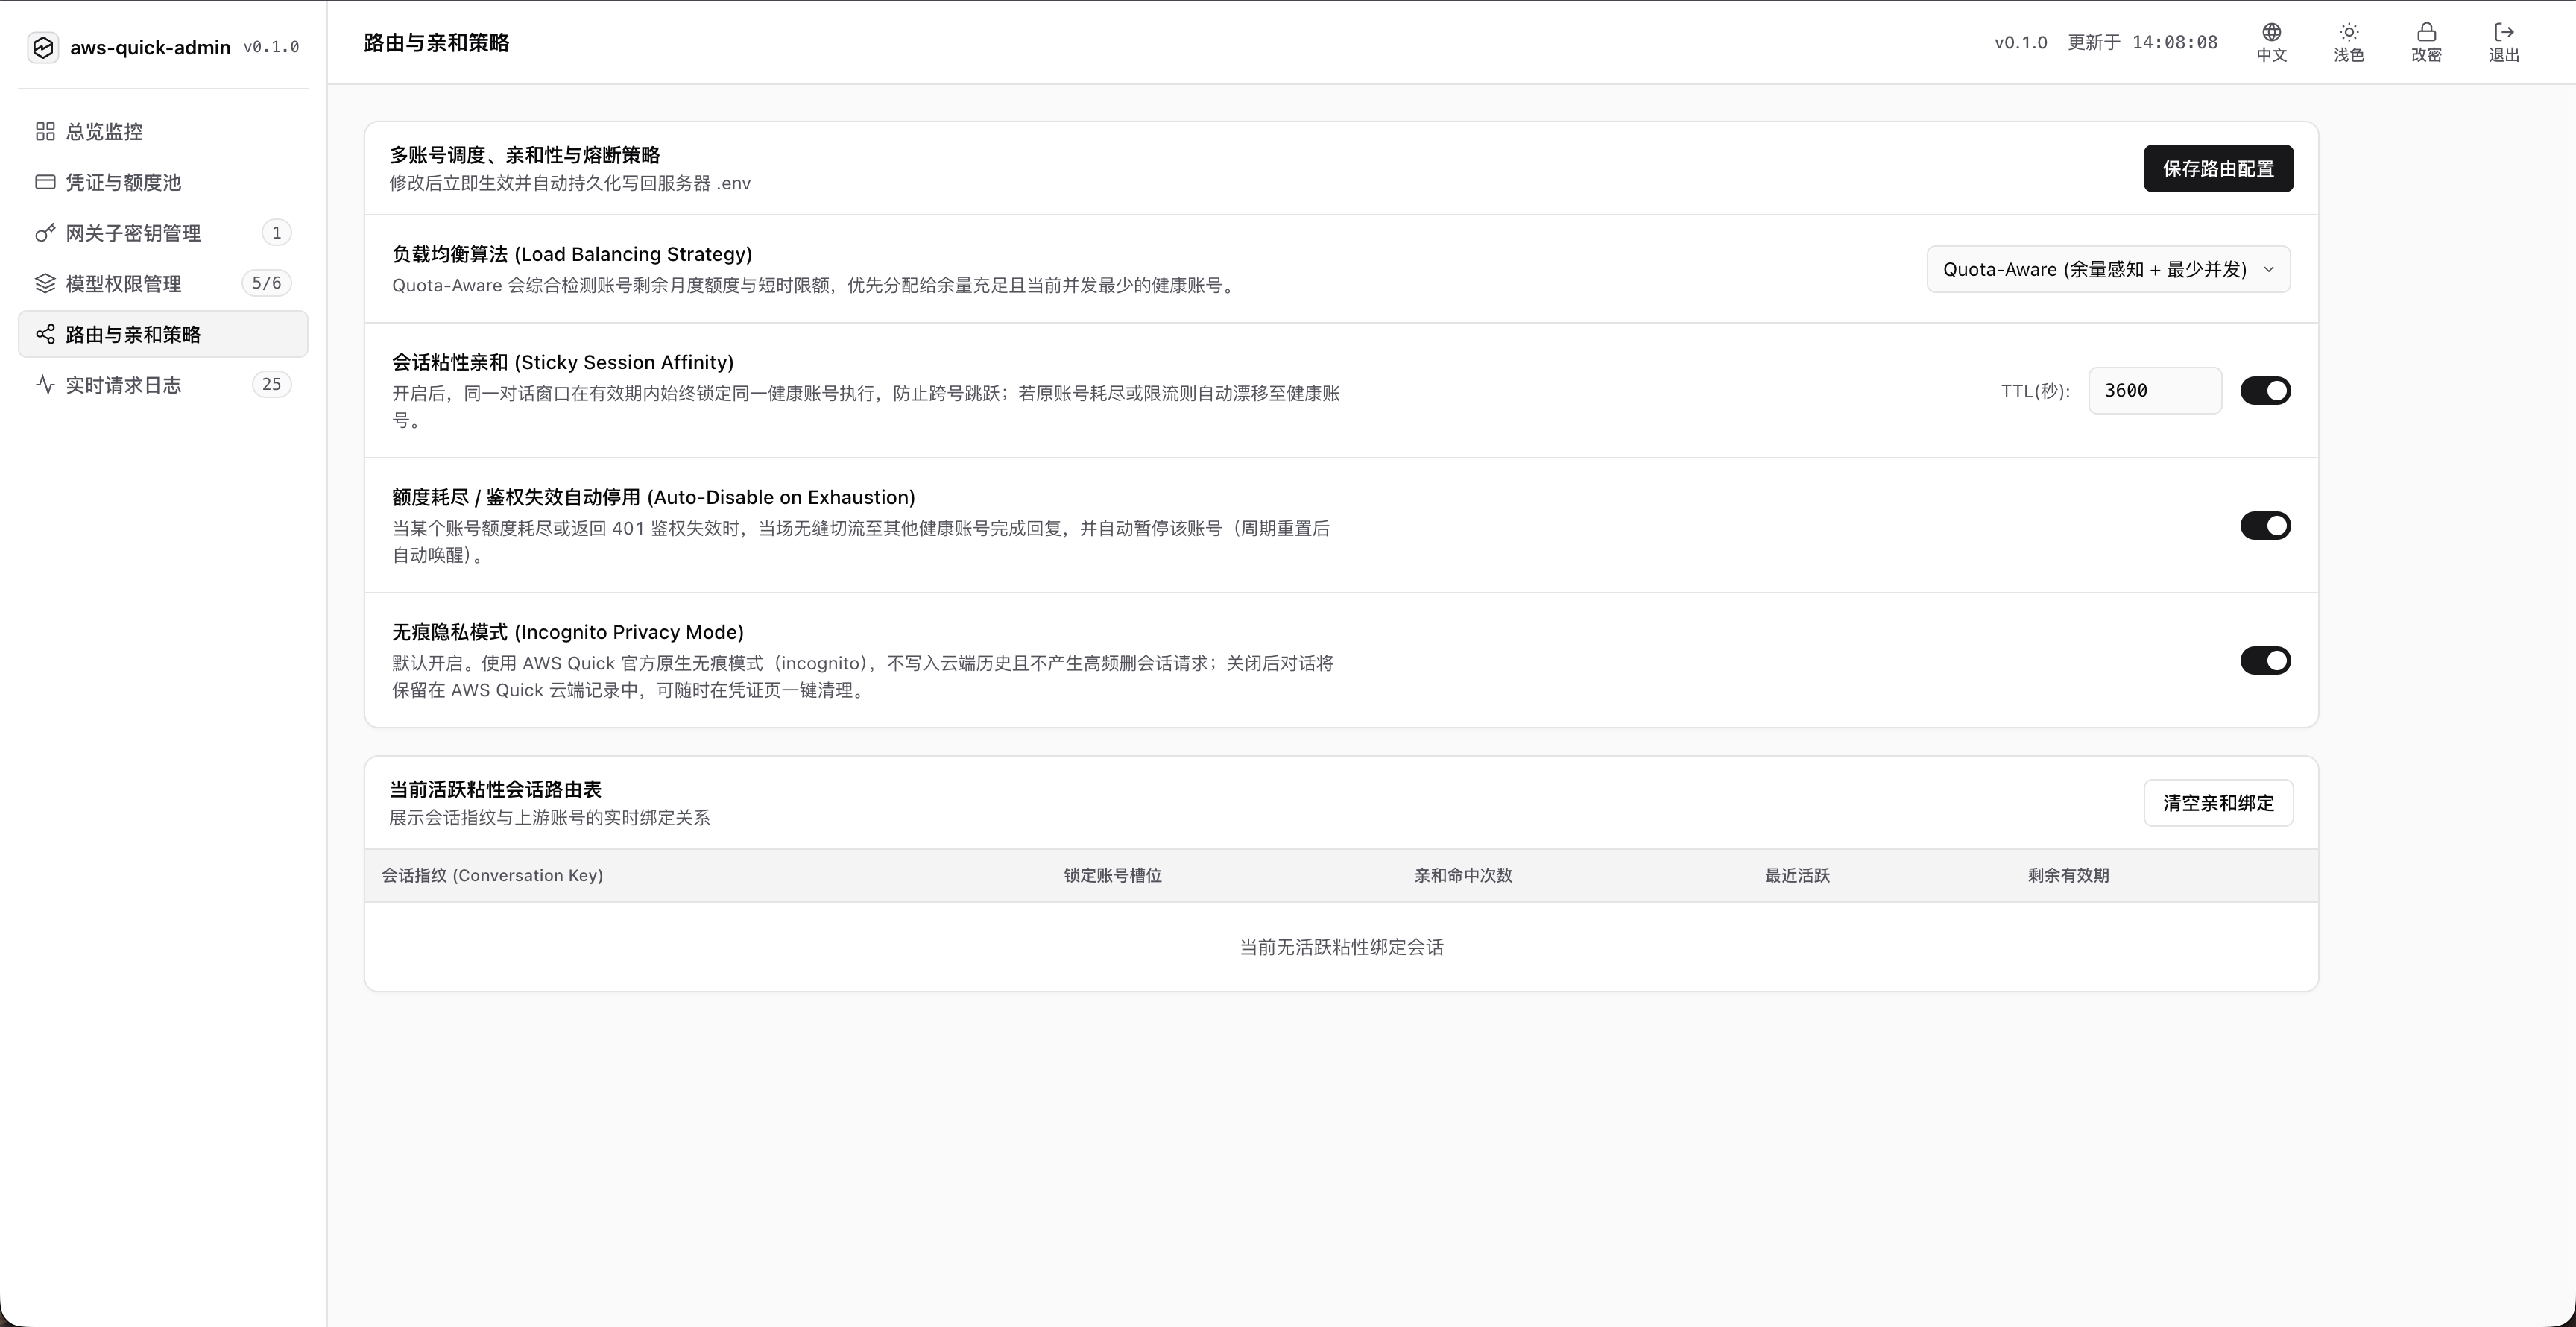 aws-quick-admin v0.1.0
总览监控
凭证与额度池
网关子密钥管理 1
模型权限管理 5/6
路由与亲和策略
实时请求日志 25
路由与亲和策略
v0.1.0 更新于 14:08:08
中文
浅色
改密
退出
多账号调度、亲和性与熔断策略
修改后立即生效并自动持久化写回服务器 .env
保存路由配置
负载均衡算法 (Load Balancing Strategy)
Quota-Aware 会综合检测账号剩余月度额度与短时限额，优先分配给余量充足且当前并发最少的健康账号。
Quota-Aware (余量感知 + 最少并发)
会话粘性亲和 (Sticky Session Affinity)
开启后，同一对话窗口在有效期内始终锁定同一健康账号执行，防止跨号跳跃；若原账号耗尽或限流则自动漂移至健康账
号。
TTL(秒): 3600
额度耗尽 / 鉴权失效自动停用 (Auto-Disable on Exhaustion)
当某个账号额度耗尽或返回 401 鉴权失效时，当场无缝切流至其他健康账号完成回复，并自动暂停该账号（周期重置后
自动唤醒）。
无痕隐私模式 (Incognito Privacy Mode)
默认开启。使用 AWS Quick 官方原生无痕模式（incognito），不写入云端历史且不产生高频删会话请求；关闭后对话将
保留在 AWS Quick 云端记录中，可随时在凭证页一键清理。
当前活跃粘性会话路由表
展示会话指纹与上游账号的实时绑定关系
清空亲和绑定
会话指纹 (Conversation Key) 锁定账号槽位 亲和命中次数 最近活跃 剩余有效期
当前无活跃粘性绑定会话